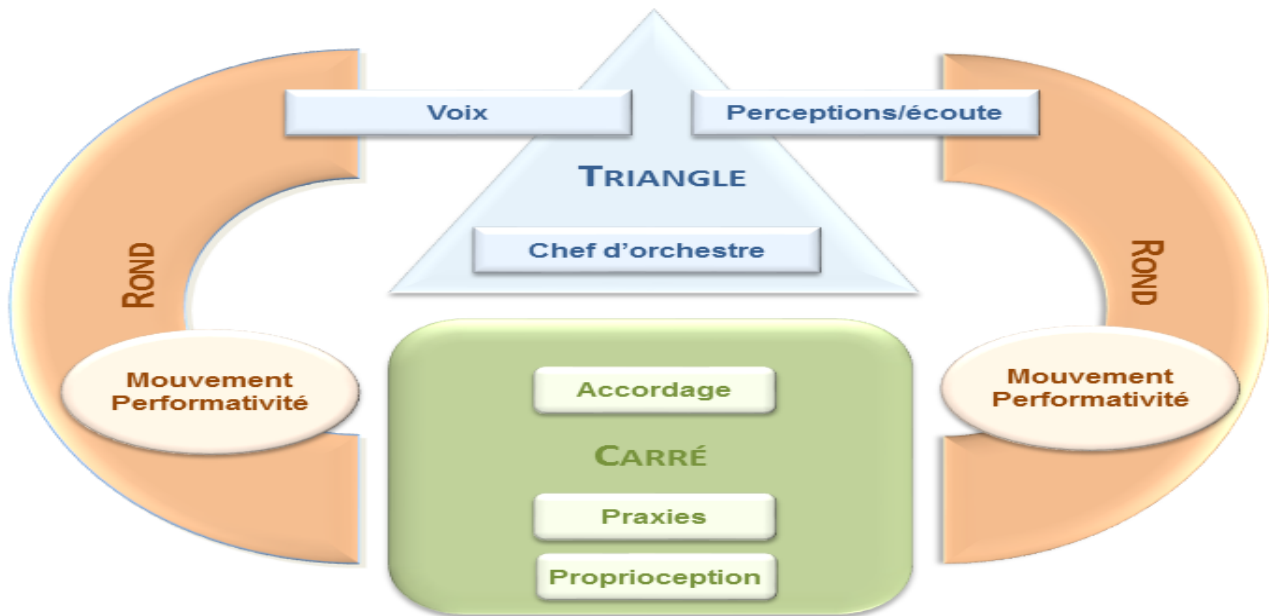 Voix
Perceptions/écoute
TRIANGLE
Chef d'orchestre
ROND
ROND
Mouvement
Performativité
Mouvement
Performativité
Accordage
CARRÉ
Praxies
Proprioception